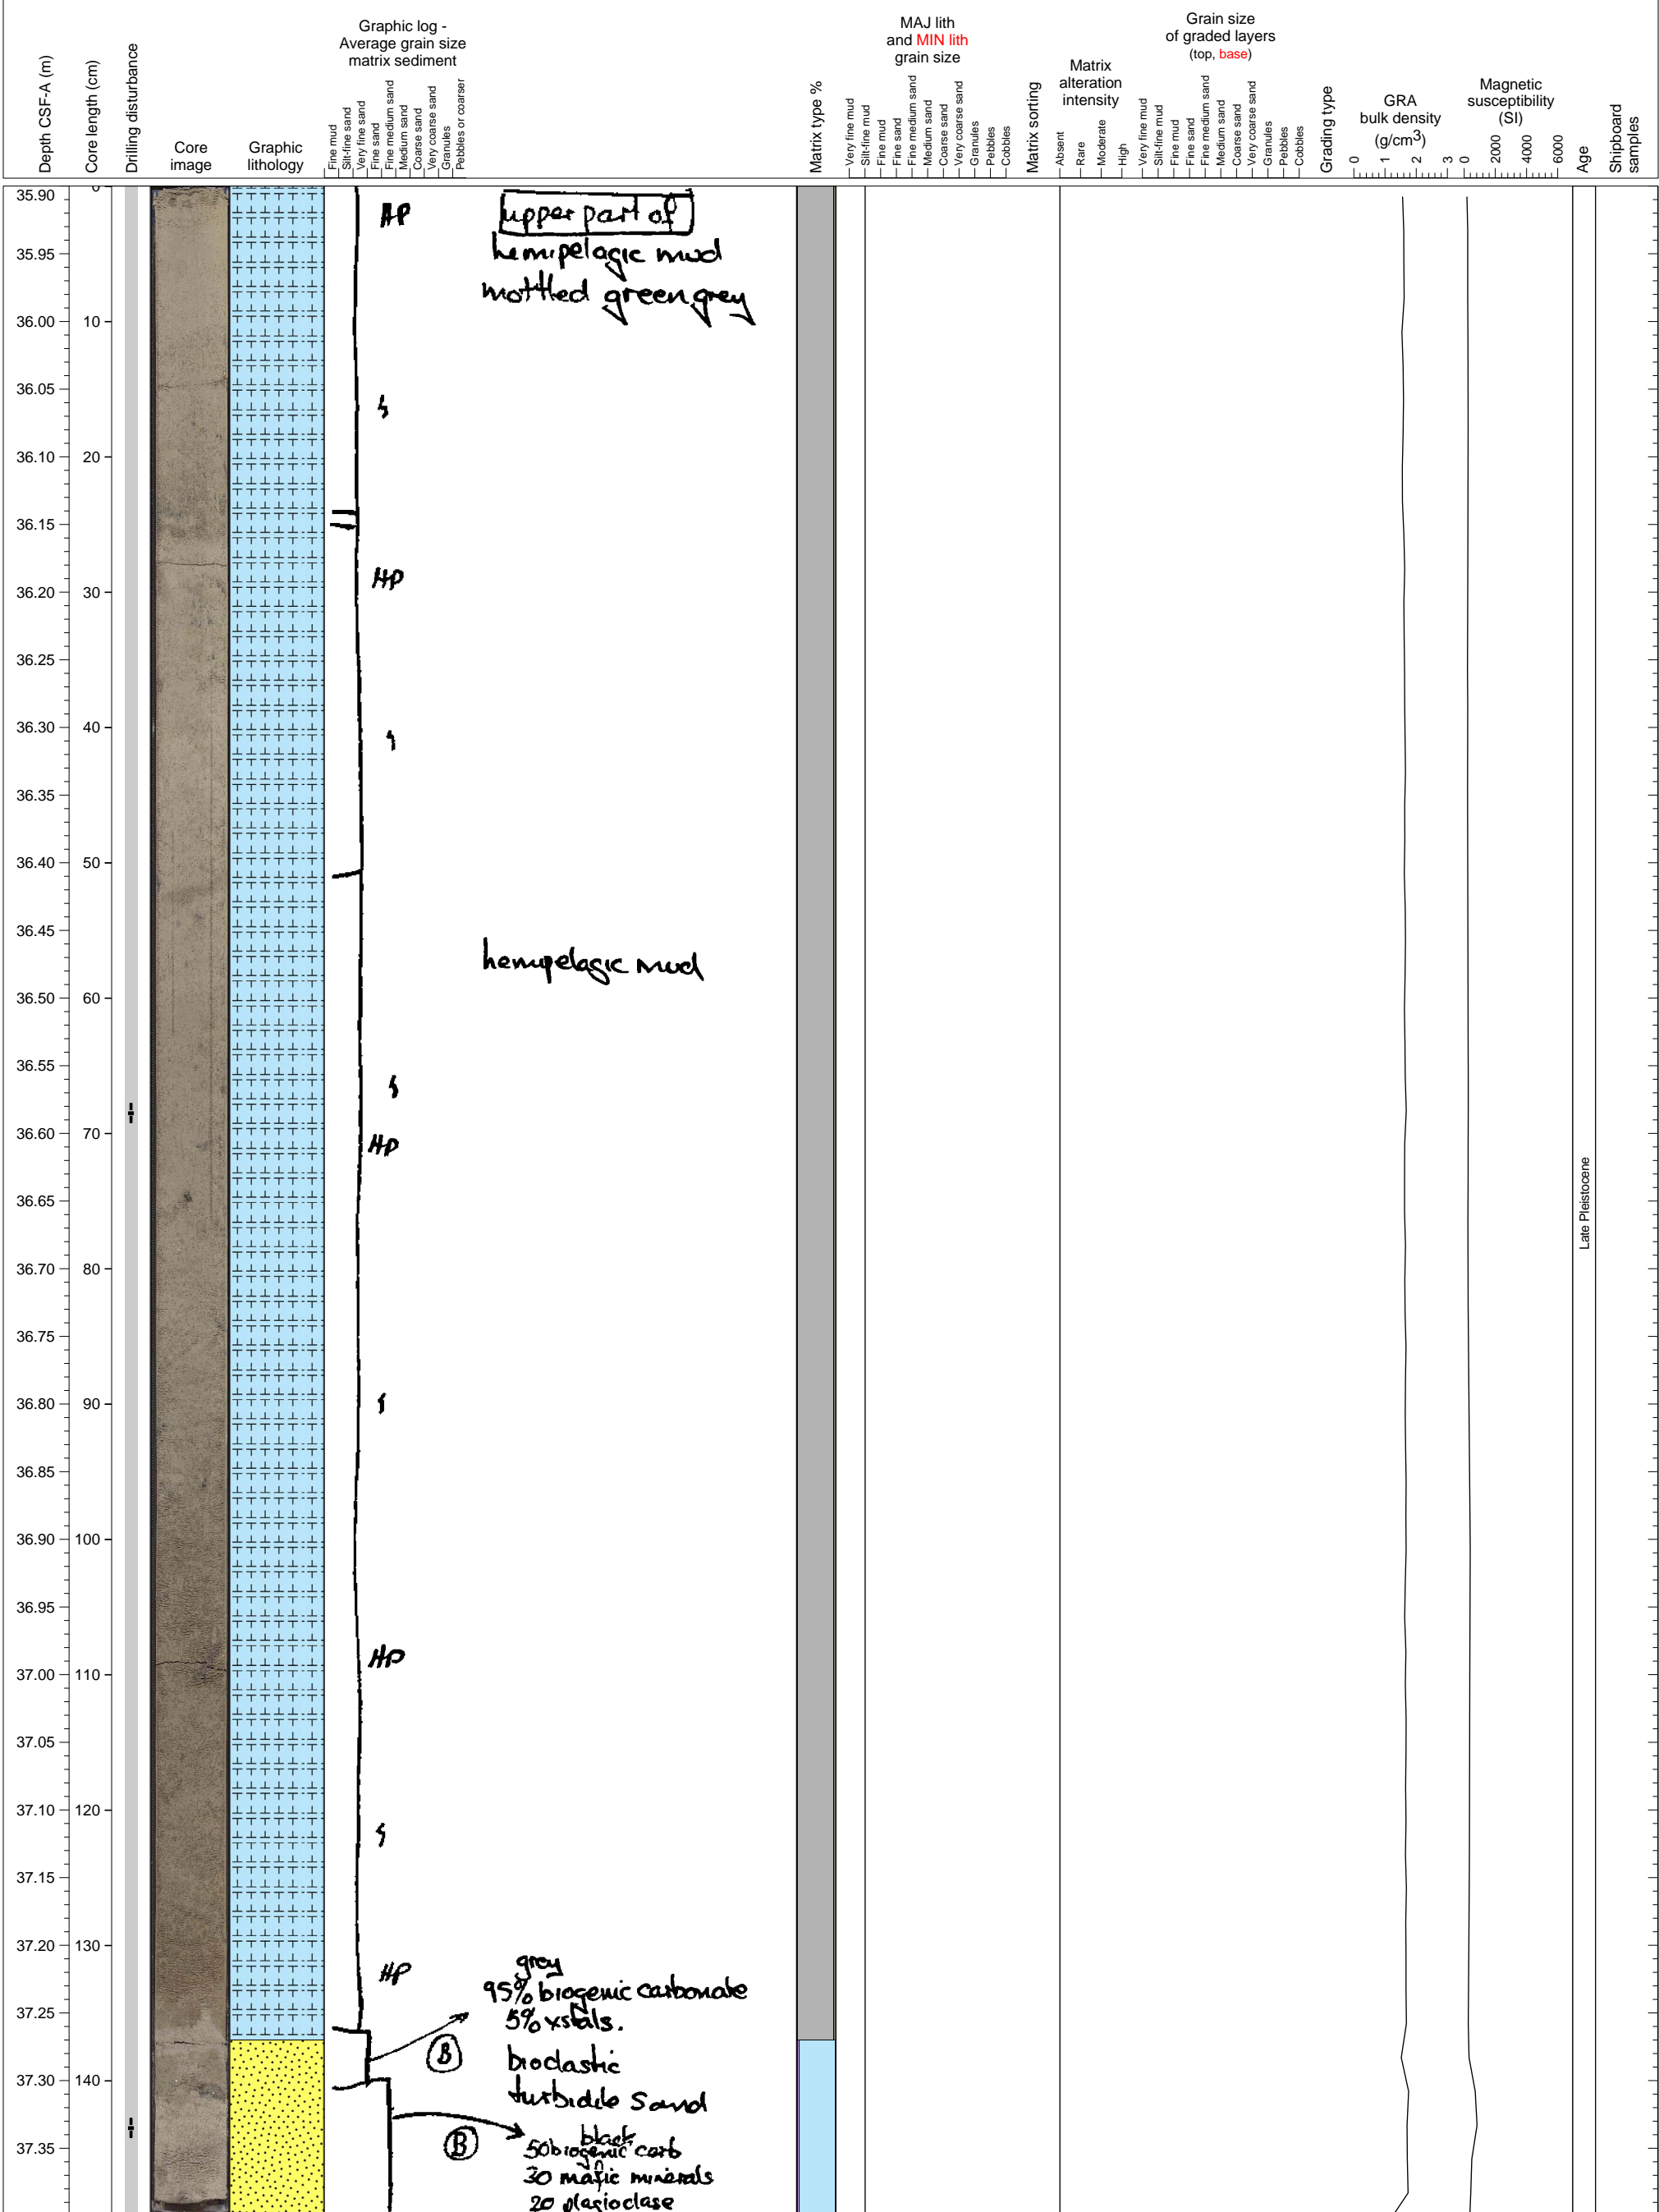 Depth CSF-A (m)
Core length (cm)
Drilling disturbance
Core
image
Graphic
lithology
Graphic log -
Average grain size
matrix sediment
Fine mud
Silt-fine sand
Very fine sand
Fine sand
Fine medium sand
Medium sand
Coarse sand
Very coarse sand
Granules
Pebbles or coarser
Matrix type %
MAJ lith
and MIN lith
grain size
Very fine mud
Silt-fine mud
Fine mud
Fine sand
Fine medium sand
Medium sand
Coarse sand
Very coarse sand
Granules
Pebbles
Cobbles
Matrix sorting
Matrix
alteration
intensity
Absent
Rare
Moderate
High
Grain size
of graded layers
(top, base)
Very fine mud
Silt-fine mud
Fine mud
Fine sand
Fine medium sand
Medium sand
Coarse sand
Very coarse sand
Granules
Pebbles
Cobbles
Grading type
GRA
bulk density
(g/cm3)
0 1 2 3
Magnetic
susceptibility
(SI)
0 2000 4000 6000
Age
Shipboard
samples
35.90 0
35.95
36.00 10
36.05
36.10 20
36.15
36.20 30
36.25
36.30 40
36.35
36.40 50
36.45
36.50 60
36.55
36.60 70
36.65
36.70 80
36.75
36.80 90
36.85
36.90 100
36.95
37.00 110
37.05
37.10 120
37.15
37.20 130
37.25
37.30 140
37.35
HP
upper part of
hemipelagic mud
mottled green grey
HP
hemipelagic mud
HP
Late Pleistocene
HP
HP
grey
95% biogenic carbonate
5% xstals.
B
bioclastic
turbidite sand
B
black
50 biogenic carb
30 mafic minerals
20 plagioclase